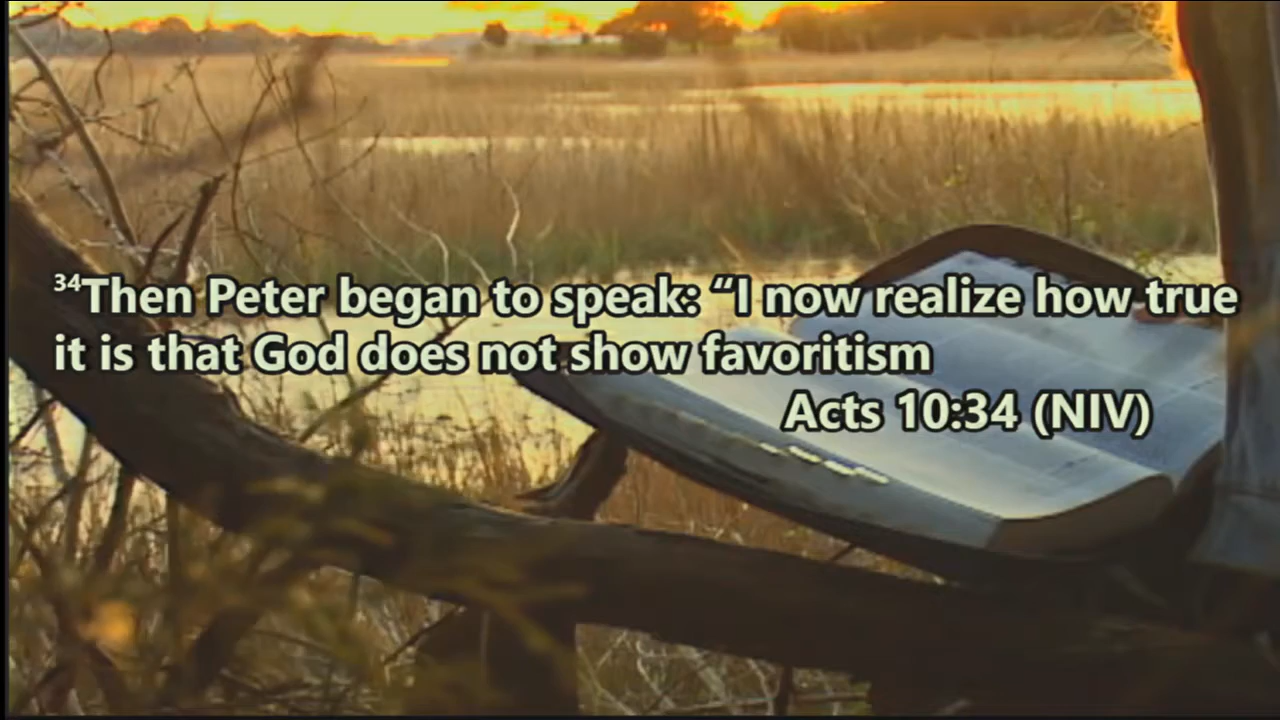 ³⁴Then Peter began to speak: “I now realize how true
it is that God does not show favoritism
Acts 10:34 (NIV)